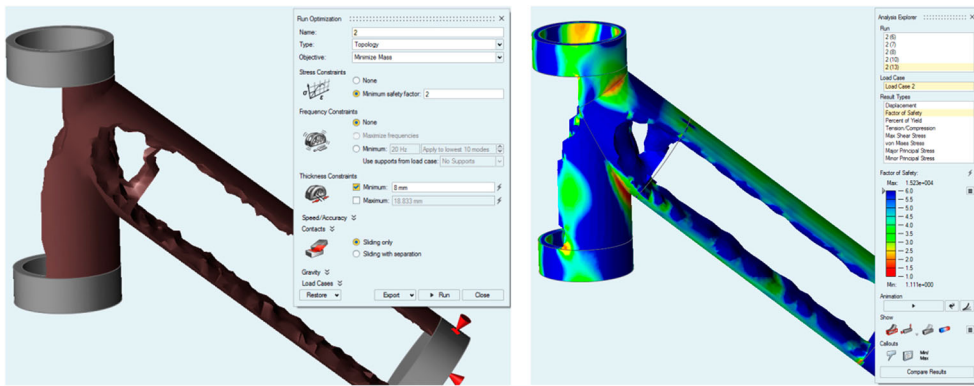 Run Optimization
Name: 2
Type: Topology
Objective: Minimize Mass
Stress Constraints
None
Minimum safety factor: 2
Frequency Constraints
None
Maximize frequencies
Minimum: 20 Hz Apply to lowest 10 modes
Use supports from load case: No Supports
Thickness Constraints
Minimum: 8 mm
Maximum: 18.833 mm
Speed/Accuracy
Contacts
Sliding only
Sliding with separation
Gravity
Load Cases
Restore Export Run Close
Analysis Explorer
Run
2 (6)
2 (7)
2 (8)
2 (10)
2 (13)
Load Case
Load Case 2
Result Types
Displacement
Factor of Safety
Percent of Yield
Tension/Compression
Max Shear Stress
von Mises Stress
Major Principal Stress
Minor Principal Stress
Factor of Safety:
Max: 1.523e+004
6.0
5.5
5.0
4.5
4.0
3.5
3.0
2.5
2.0
1.5
1.0
Min: 1.111e+000
Animation
Show
Callouts
Min/
Max
Compare Results